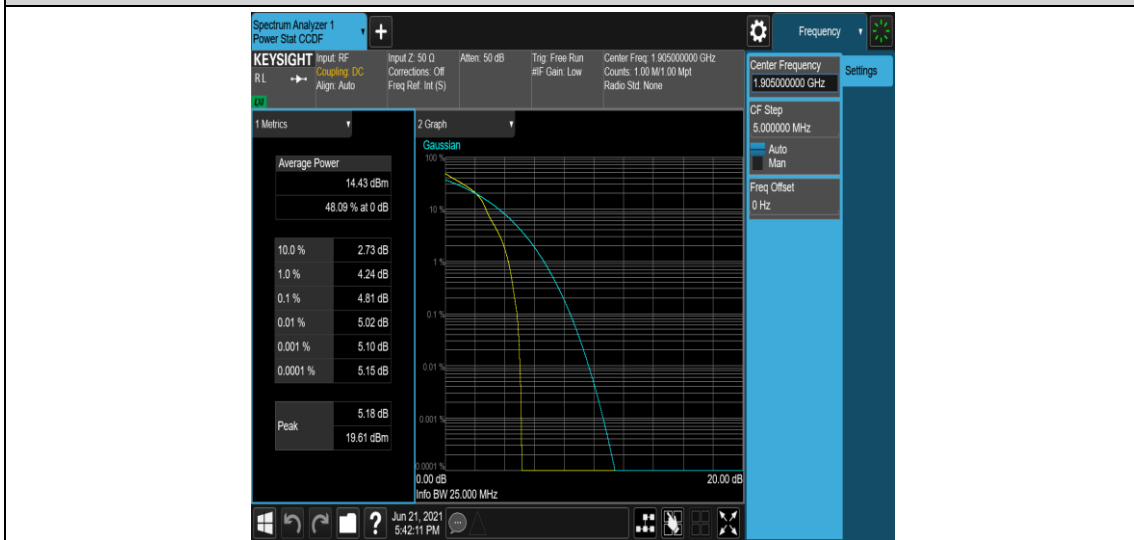 Spectrum Analyzer 1
Power Stat CCDF
+
Frequency
KEYSIGHT
RL
LXI
Input: RF
Coupling: DC
Align: Auto
Input Z: 50 Ω
Corrections: Off
Freq Ref: Int (S)
Atten: 50 dB
Trig: Free Run
#IF Gain: Low
Center Freq: 1.905000000 GHz
Counts: 1.00 M/1.00 Mpt
Radio Std: None
Center Frequency
1.905000000 GHz
Settings
CF Step
5.000000 MHz
Auto
Man
Freq Offset
0 Hz
1 Metrics
Average Power
14.43 dBm
48.09 % at 0 dB
10.0 % 2.73 dB
1.0 % 4.24 dB
0.1 % 4.81 dB
0.01 % 5.02 dB
0.001 % 5.10 dB
0.0001 % 5.15 dB
Peak
5.18 dB
19.61 dBm
2 Graph
Gaussian
100 %
10 %
1 %
0.1 %
0.01 %
0.001 %
0.0001 %
0.00 dB 20.00 dB
Info BW 25.000 MHz
?
Jun 21, 2021
5:42:11 PM